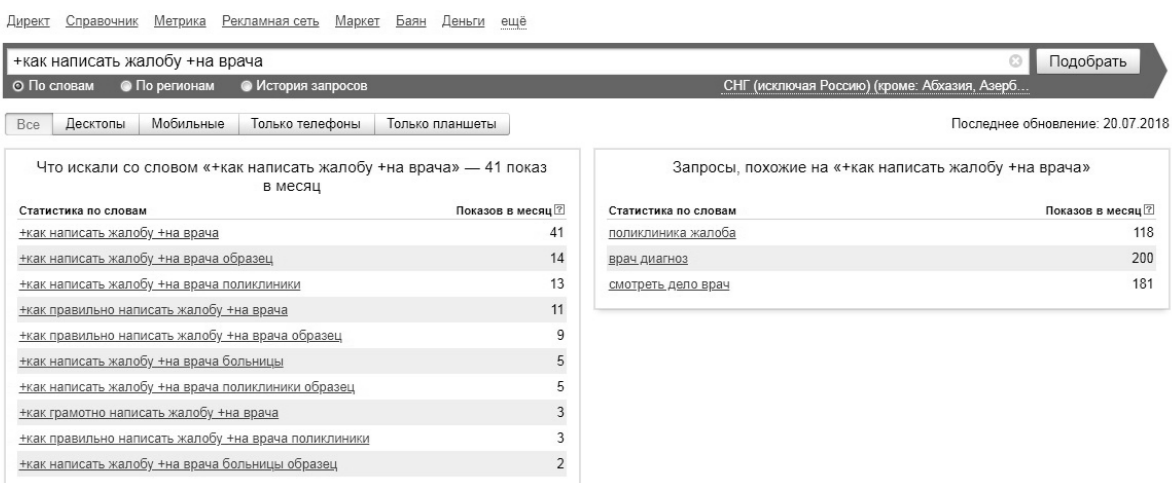 Директ Справочник Метрика Рекламная сеть Маркет Баян Деньги ещё
+как написать жалобу +на врача Подобрать
По словам По регионам История запросов СНГ (исключая Россию) (кроме: Абхазия, Азерб...
Все Десктопы Мобильные Только телефоны Только планшеты Последнее обновление: 20.07.2018
Что искали со словом «+как написать жалобу +на врача» — 41 показ
в месяц
Статистика по словам Показов в месяц ?
+как написать жалобу +на врача 41
+как написать жалобу +на врача образец 14
+как написать жалобу +на врача поликлиники 13
+как правильно написать жалобу +на врача 11
+как правильно написать жалобу +на врача образец 9
+как написать жалобу +на врача больницы 5
+как написать жалобу +на врача поликлиники образец 5
+как грамотно написать жалобу +на врача 3
+как правильно написать жалобу +на врача поликлиники 3
+как написать жалобу +на врача больницы образец 2
Запросы, похожие на «+как написать жалобу +на врача»
Статистика по словам Показов в месяц ?
поликлиника жалоба 118
врач диагноз 200
смотреть дело врач 181